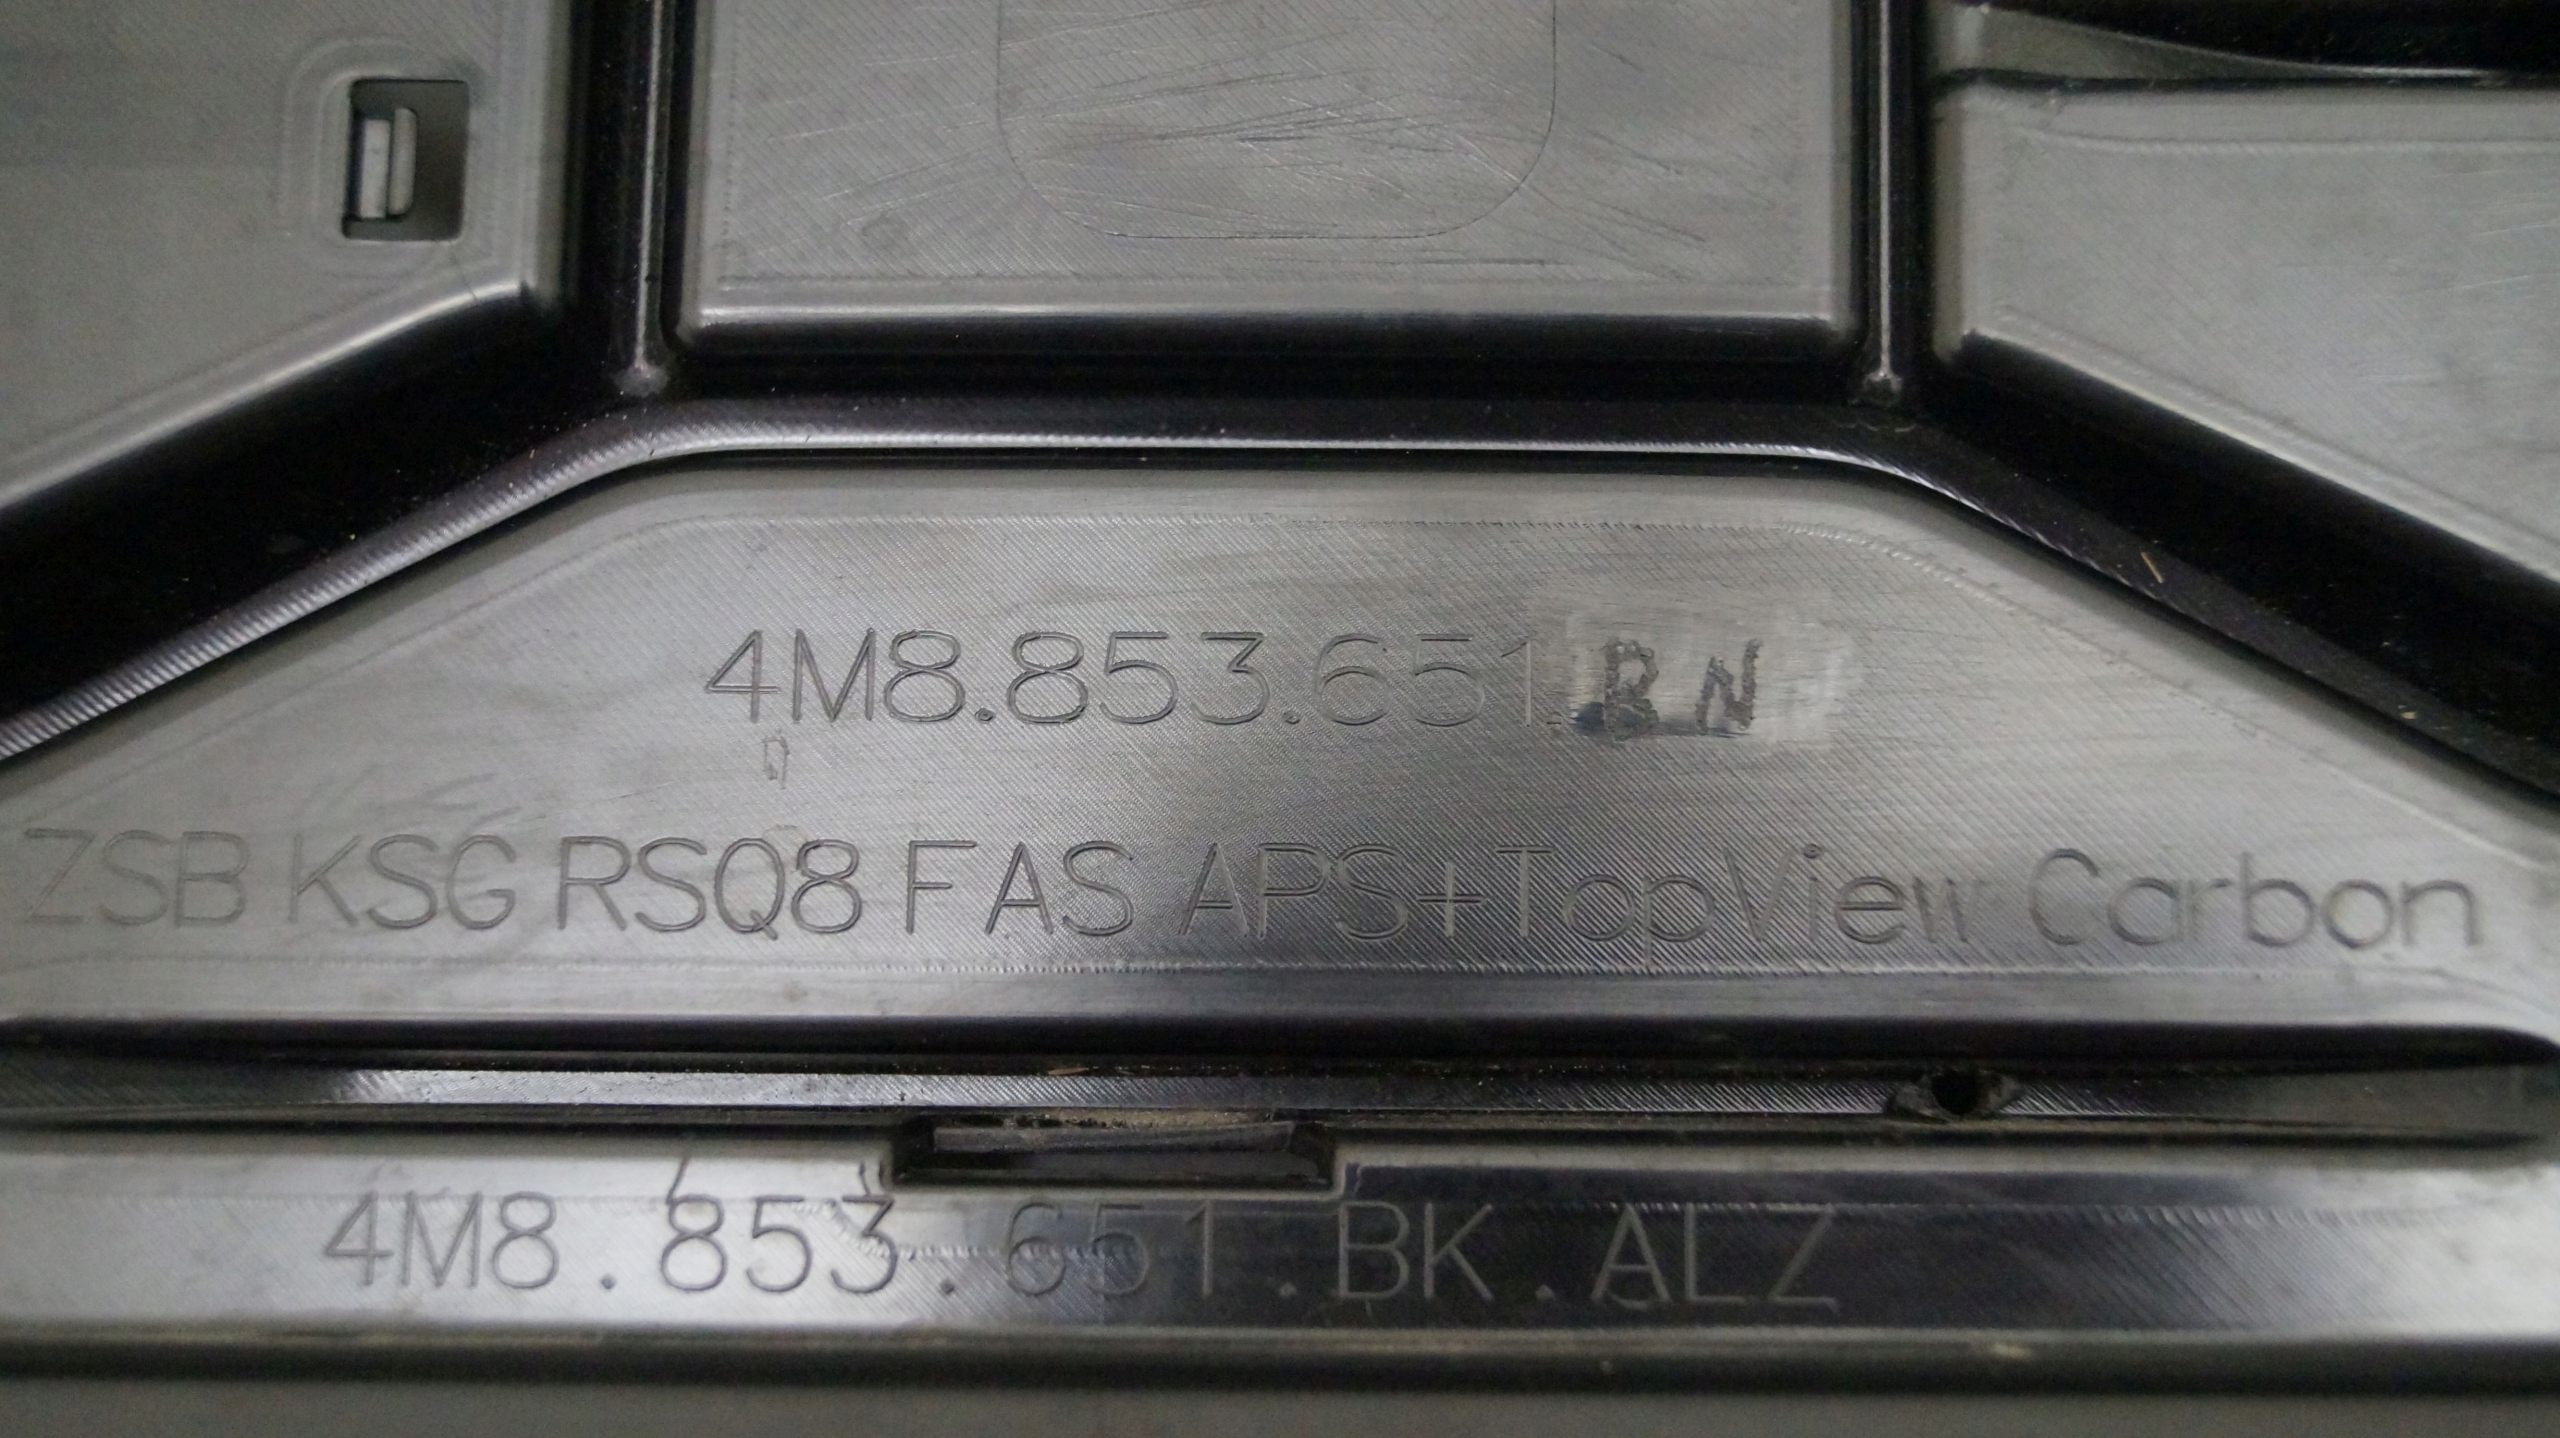 4M8.853.651.BN
ZSB KSG RSQ8 FAS APS+TopView Carbon
4M8.853.651.BK.ALZ